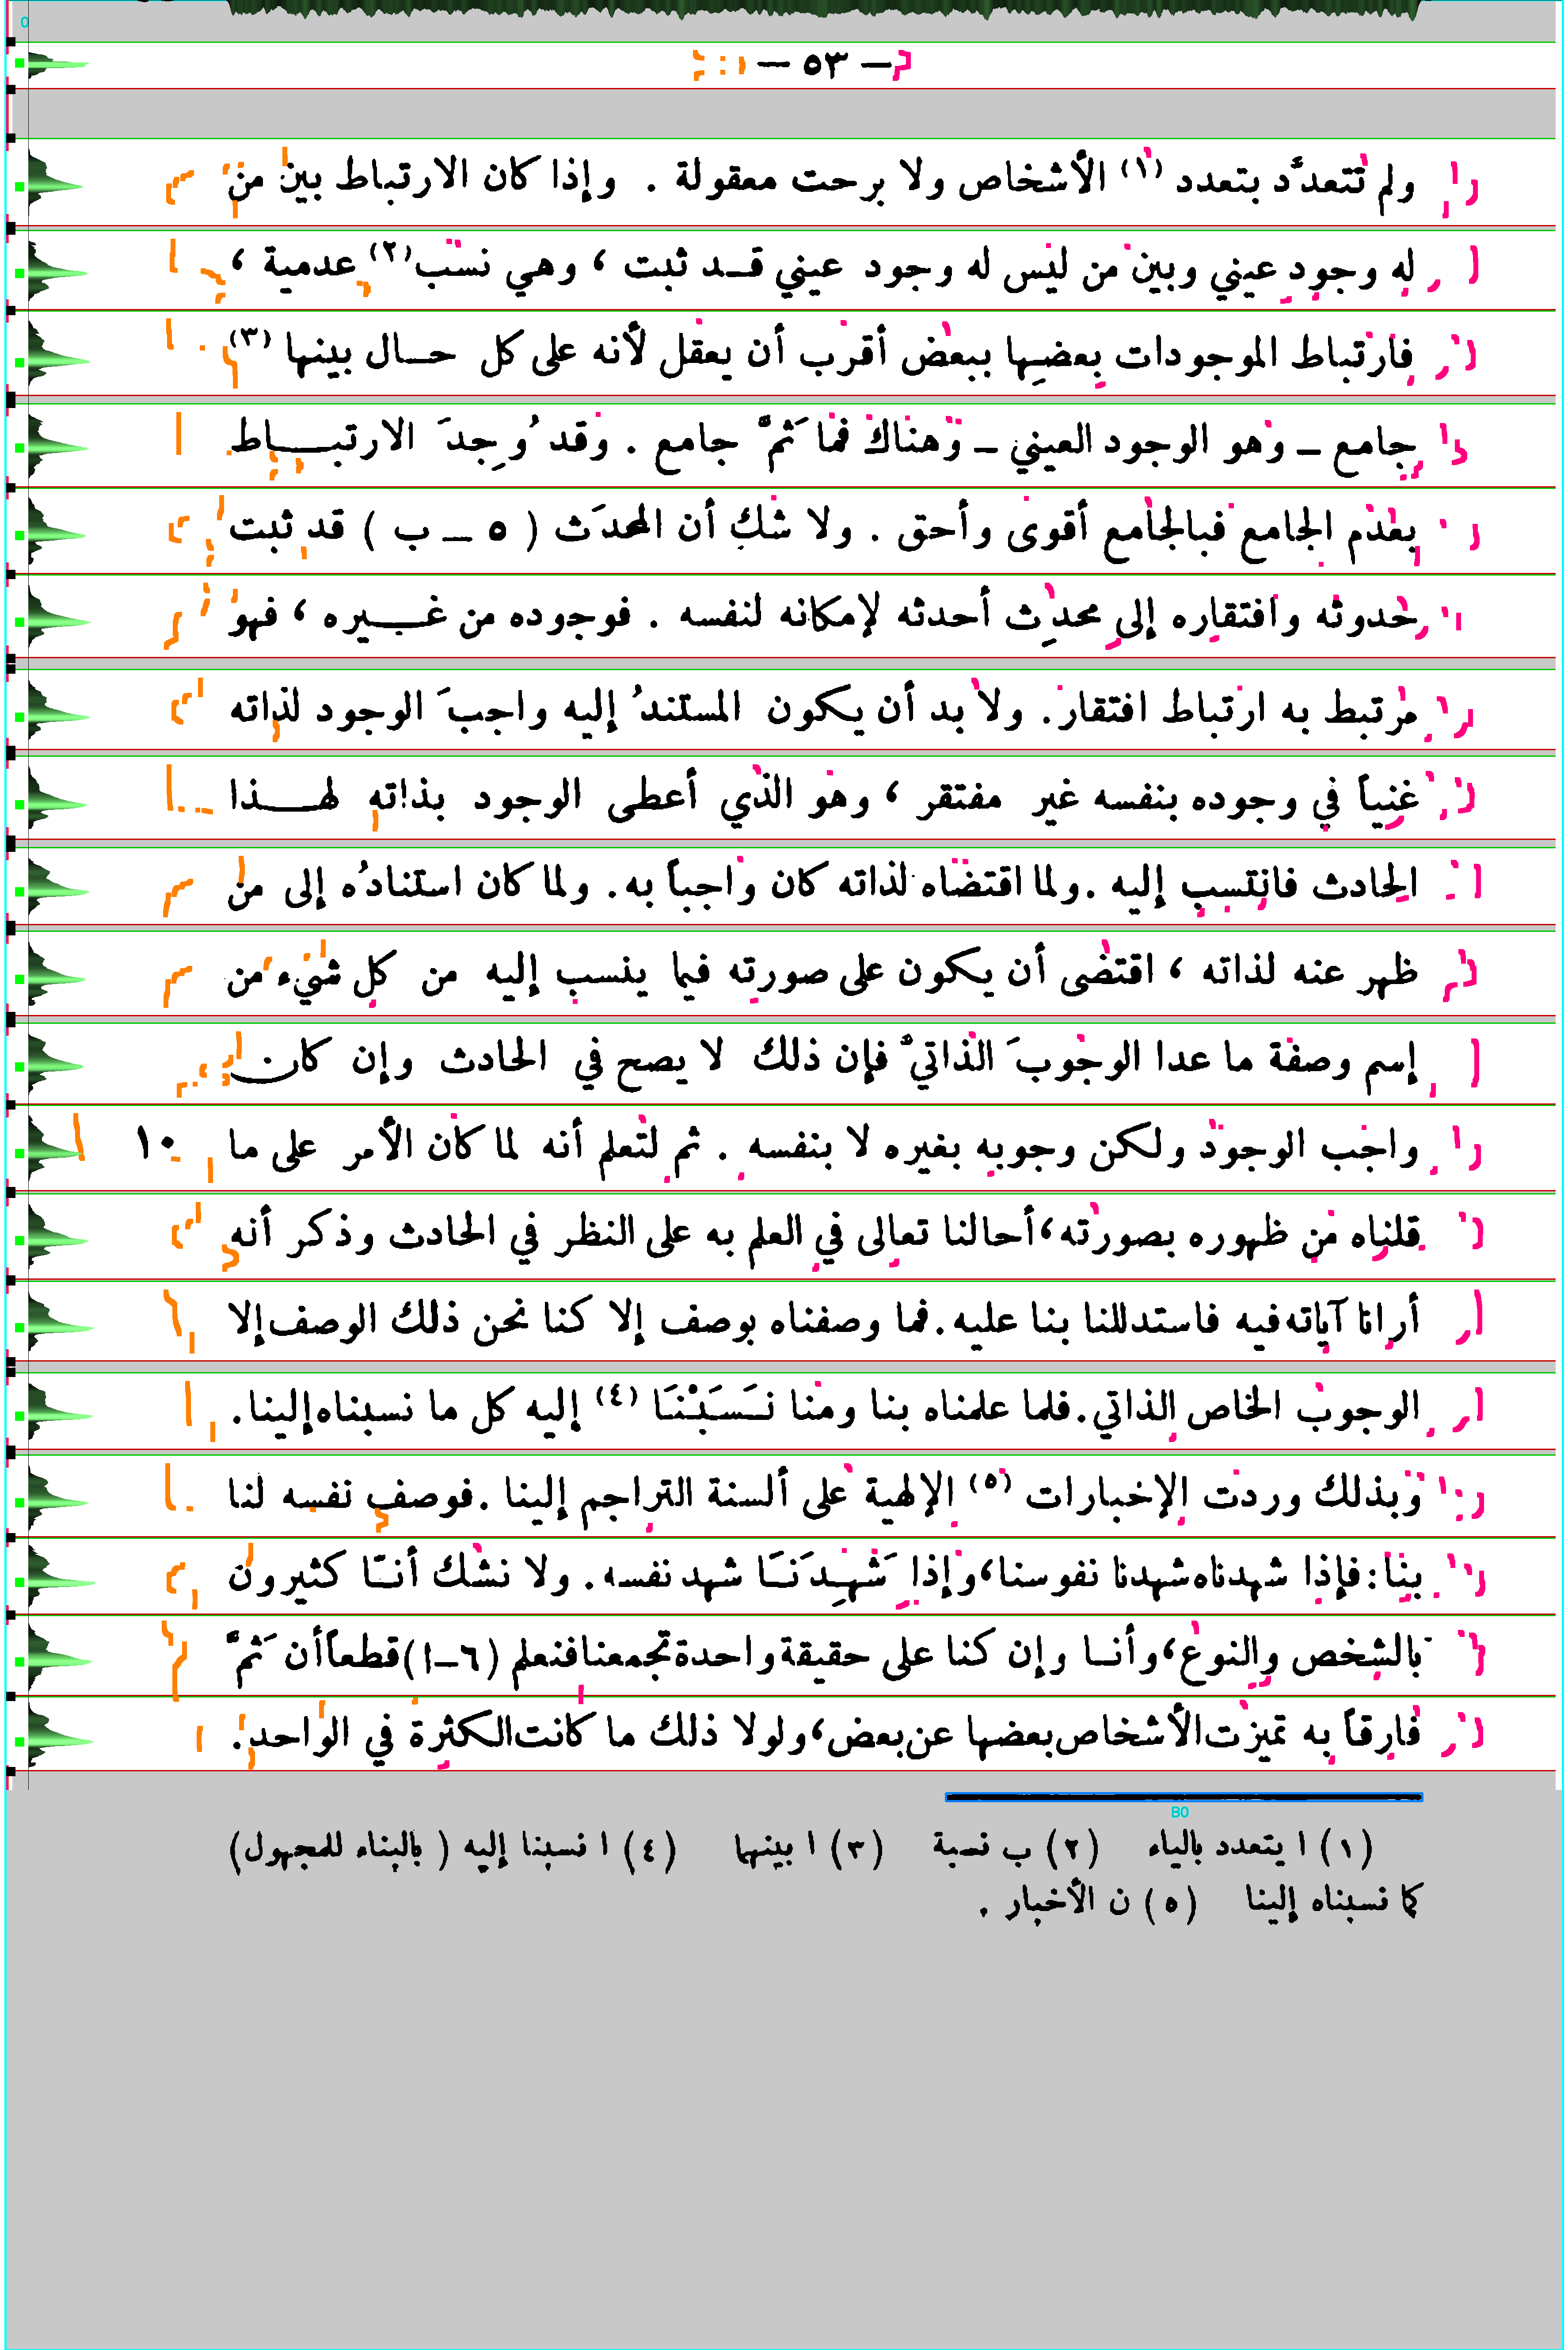 — ٥٣ —
ولم تتعدَّد بتعدد (١) الأشخاص ولا برحت معقولة . وإذا كان الارتباط بين من
له وجود عيني وبين من ليس له وجود عيني قد ثبت ، وهي نسب (٢) عدمية ،
فارتباط الموجودات بعضها ببعض أقرب أن يعقل لأنه على كل حال بينها (٣)
جامع ـ وهو الوجود العيني ـ وهناك فما ثَمَّ جامع . وقد وُجِدَ الارتباط
بعدم الجامع فبالجامع أقوى وأحق . ولا شك أن المحدَث ( ٥ ـ ب ) قد ثبت
حدوثه وافتقاره إلى محدِث أحدثه لإمكانه لنفسه . فوجوده من غيره ، فهو
مرتبط به ارتباط افتقار . ولا بد أن يكون المستندُ إليه واجبَ الوجود لذاته
غنياً في وجوده بنفسه غير مفتقر ، وهو الذي أعطى الوجود بذاته لهذا
الحادث فانتسب إليه . ولما اقتضاه لذاته كان واجباً به . ولما كان استنادُه إلى من
ظهر عنه لذاته ، اقتضى أن يكون على صورته فيما ينسب إليه من كل شيء من
إسم وصفة ما عدا الوجوبَ الذاتيَّ فإن ذلك لا يصح في الحادث وإن كان
واجب الوجود ولكن وجوبه بغيره لا بنفسه . ثم لتعلم أنه لما كان الأمر على ما ١٠
قلناه من ظهوره بصورته، أحالنا تعالى في العلم به على النظر في الحادث وذكر أنه
أرانا آياته فيه فاستدللنا بنا عليه . فما وصفناه بوصف إلا كنا نحن ذلك الوصف إلا
الوجوب الخاص الذاتي . فلما علمناه بنا ومنا نَسَبْنَا (٤) إليه كل ما نسبناه إلينا .
وبذلك وردت الإخبارات (٥) الإلهية على ألسنة التراجم إلينا . فوصف نفسه لنا
بنا : فإذا شهدناه شهدنا نفوسنا، وإذا شَهِدَنَا شهد نفسه . ولا نشك أنّا كثيرون
بالشخص والنوع، وأنا وإن كنا على حقيقة واحدة تجمعنا فنعلم (٦ـ١) قطعاً أن ثَمَّ
فارقاً به تميزت الأشخاص بعضها عن بعض، ولولا ذلك ما كانت الكثرة في الواحد .
(١) ا يتعدد بالياء (٢) ب نسبة (٣) ا بينهما (٤) ا نسبنا إليه ( بالبناء للمجهول)
كما نسبناه إلينا (٥) ن الأخبار .